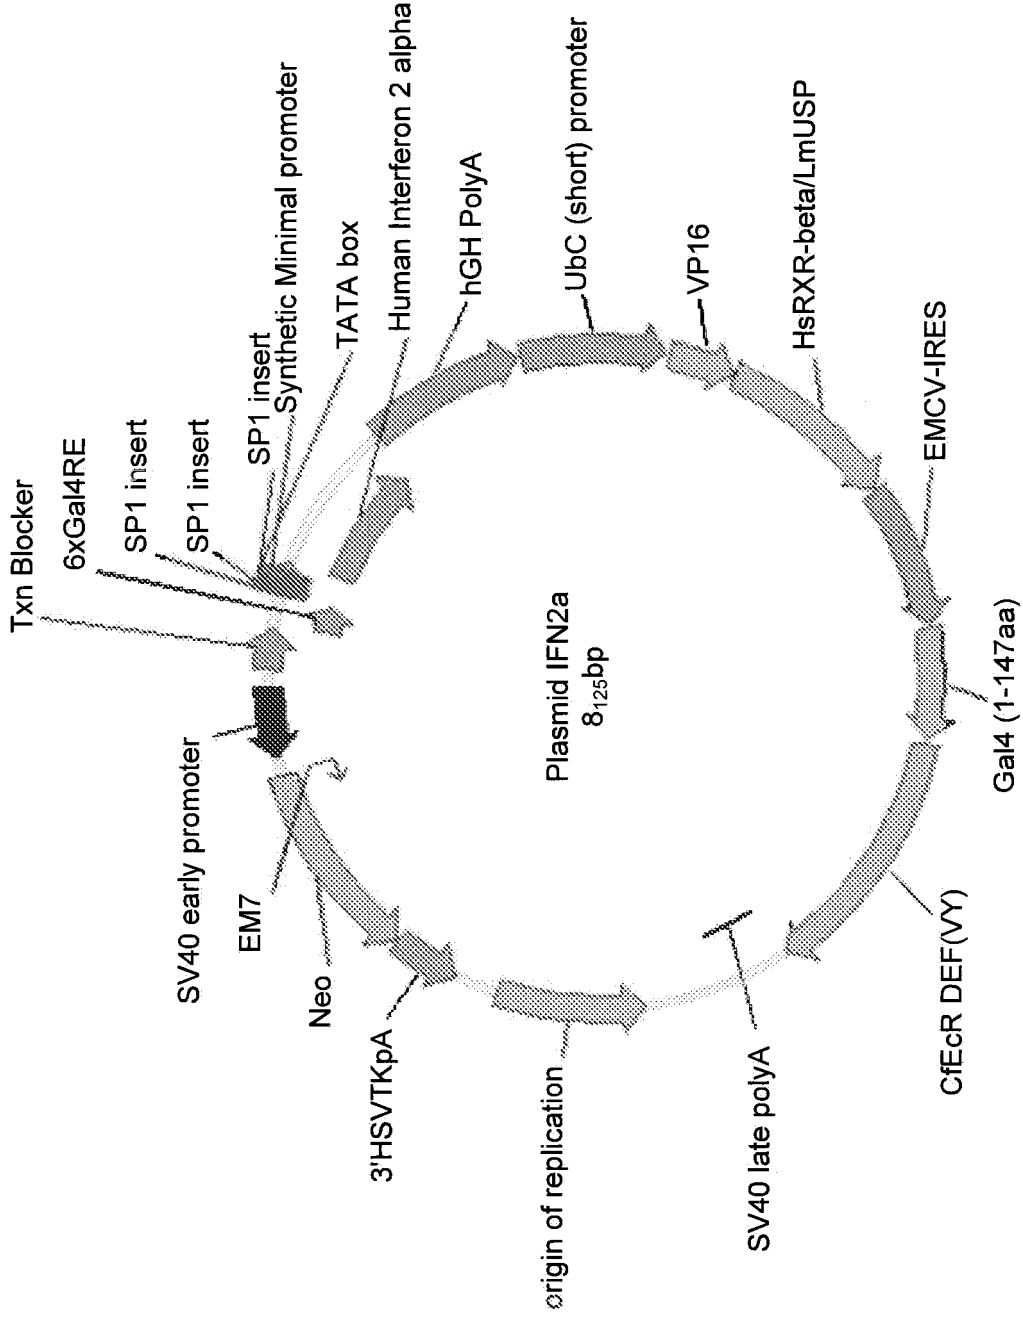 Txn Blocker
6xGal4RE
SP1 insert
SP1 insert
SP1 insert
Synthetic Minimal promoter
TATA box
Human Interferon 2 alpha
hGH PolyA
UbC (short) promoter
VP16
HsRXR-beta/LmUSP
EMCV-IRES
Gal4 (1-147aa)
CfEcR DEF(VY)
SV40 late polyA
origin of replication
3'HSVTKpA
Neo
EM7
SV40 early promoter
Plasmid IFN2a
8125bp